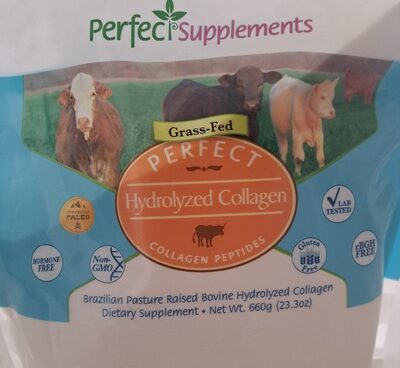 Perfect Supplements
Grass-Fed
PERFECT
Hydrolyzed Collagen
COLLAGEN PEPTIDES
PALEO
HORMONE
FREE
Non-
GMO
LAB
TESTED
Gluten
Free
rBGH
FREE
Brazilian Pasture Raised Bovine Hydrolyzed Collagen
Dietary Supplement • Net Wt. 660g (23.3oz)